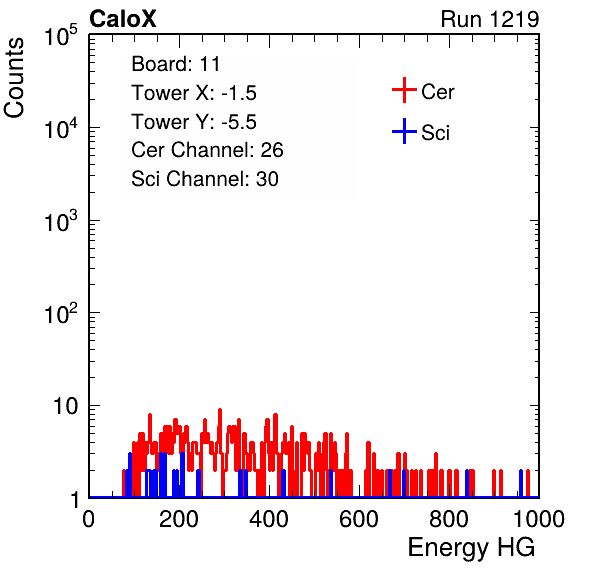 CaloX Run 1219
Counts
Board: 11
Tower X: -1.5
Tower Y: -5.5
Cer Channel: 26
Sci Channel: 30
Cer
Sci
10^5
10^4
10^3
10^2
10
1
0 200 400 600 800 1000
Energy HG